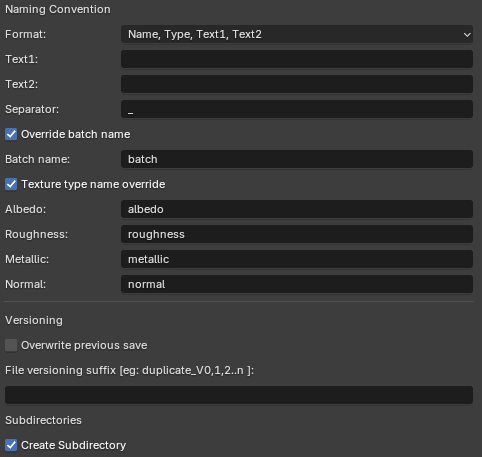 Naming Convention
Format: Name, Type, Text1, Text2
Text1:
Text2:
Separator: _
Override batch name
Batch name: batch
Texture type name override
Albedo: albedo
Roughness: roughness
Metallic: metallic
Normal: normal
Versioning
Overwrite previous save
File versioning suffix [eg: duplicate_V0,1,2..n ]:
Subdirectories
Create Subdirectory